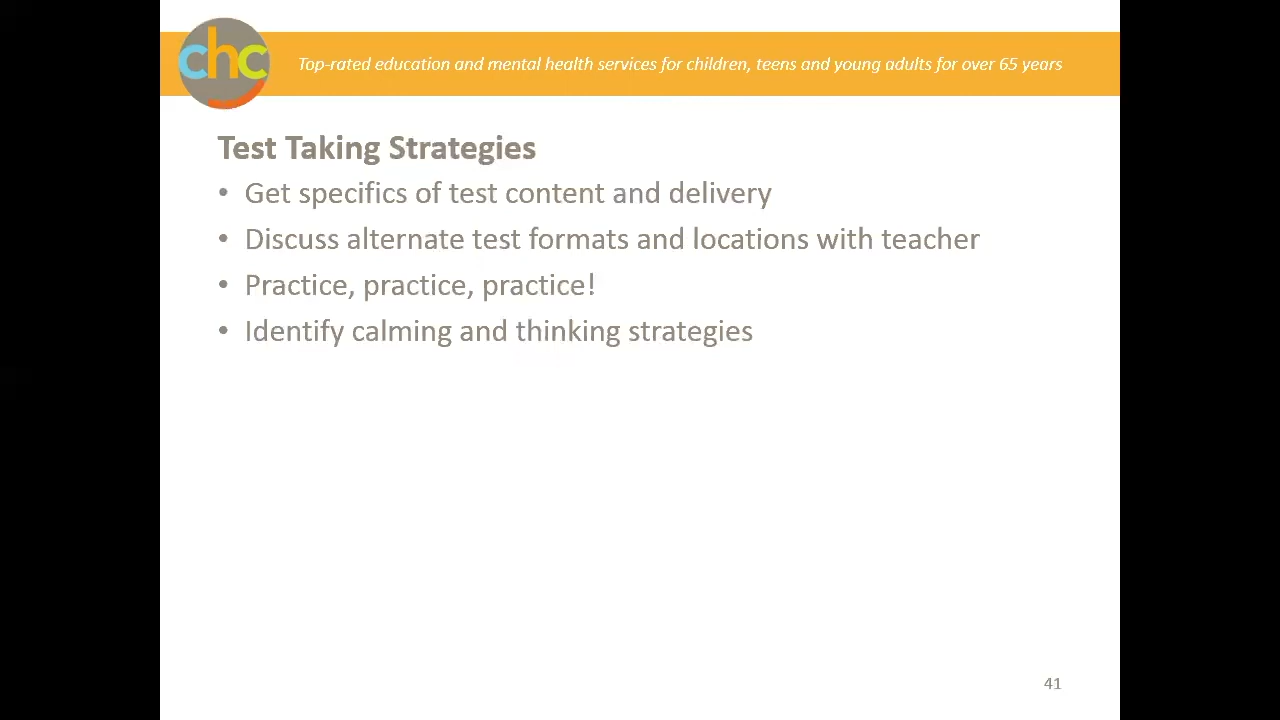 chc
Top-rated education and mental health services for children, teens and young adults for over 65 years
Test Taking Strategies
• Get specifics of test content and delivery
• Discuss alternate test formats and locations with teacher
• Practice, practice, practice!
• Identify calming and thinking strategies
41